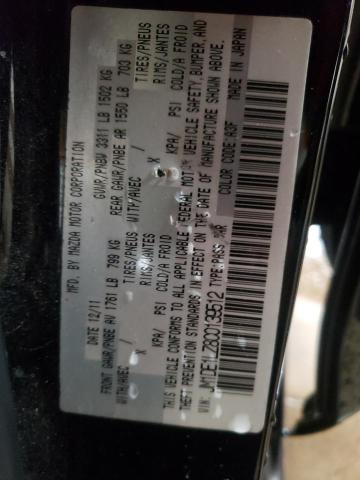 MFD. BY MAZDA MOTOR CORPORATION
DATE 12/11 GVWR/PNBV 3311 LB 1502 KG
FRONT GAWR/PNBE AV 1761 LB 799 KG REAR GAWR/PNBE AR 1550 LB 703 KG
WITH/AVEC TIRES/PNEUS WITH/AVEC TIRES/PNEUS
X RIMS/JANTES X RIMS/JANTES
KPA/ PSI COLD/A FROID KPA/ PSI COLD/A FROID
THIS VEHICLE CONFORMS TO ALL APPLICABLE FEDERAL VEHICLE SAFETY,BUMPER,AND
THEFT PREVENTION STANDARDS IN EFFECT ON THE DATE OF MANUFACTURE SHOWN ABOVE.
VIN: TYPE:PASS COLOR CODE:A3F MADE IN JAPAN